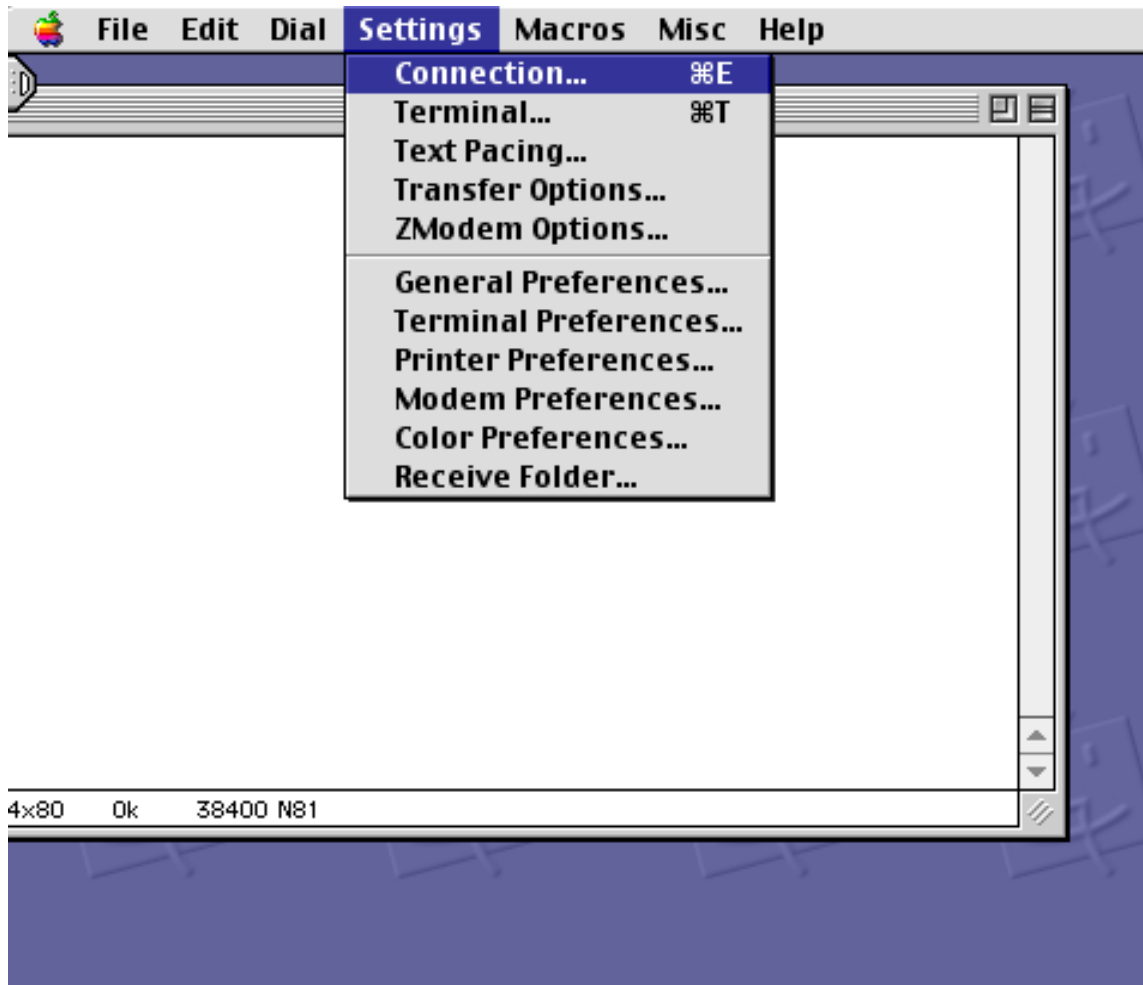 File Edit Dial Settings Macros Misc Help
Connection... ⌘E
Terminal... ⌘T
Text Pacing...
Transfer Options...
ZModem Options...
General Preferences...
Terminal Preferences...
Printer Preferences...
Modem Preferences...
Color Preferences...
Receive Folder...
4x80 0k 38400 N81